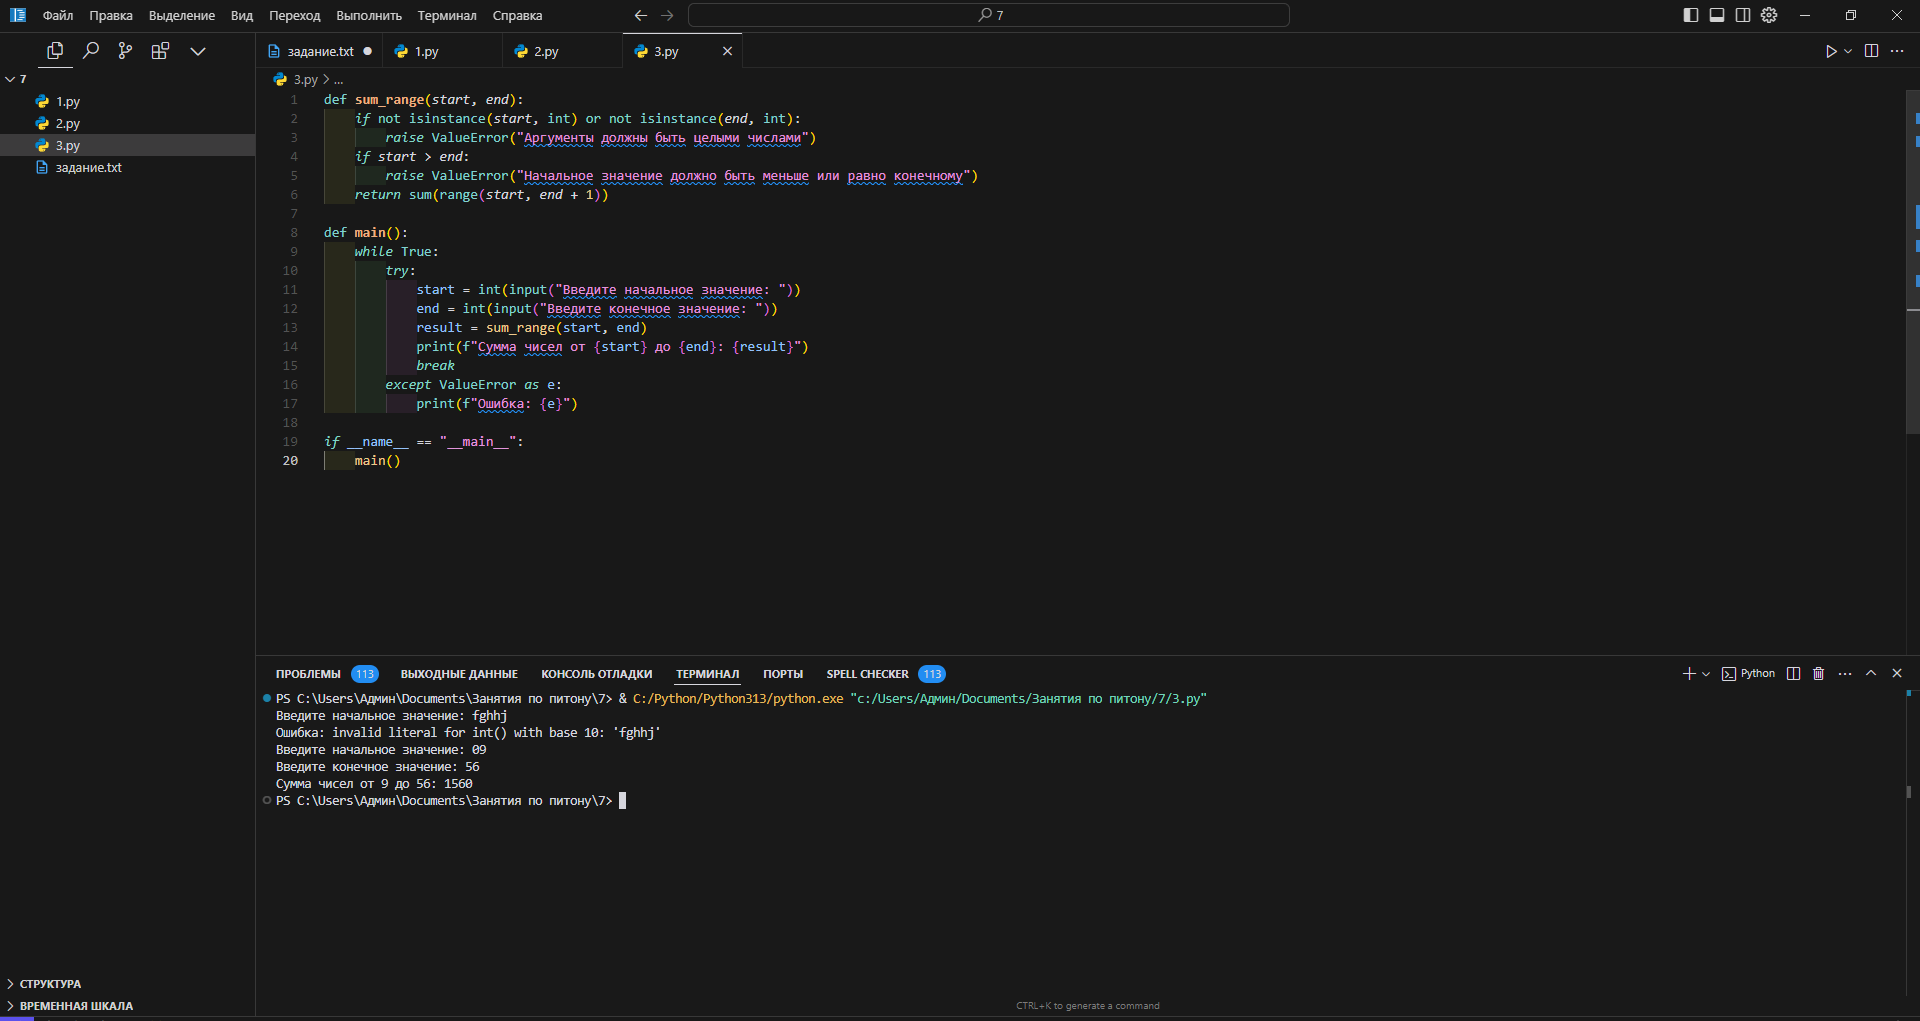 Файл Правка Выделение Вид Переход Выполнить Терминал Справка
7
задание.txt 1.py 2.py 3.py
3.py > ...
7
1.py
2.py
3.py
задание.txt
1 def sum_range(start, end):
2 if not isinstance(start, int) or not isinstance(end, int):
3 raise ValueError("Аргументы должны быть целыми числами")
4 if start > end:
5 raise ValueError("Начальное значение должно быть меньше или равно конечному")
6 return sum(range(start, end + 1))
7
8 def main():
9 while True:
10 try:
11 start = int(input("Введите начальное значение: "))
12 end = int(input("Введите конечное значение: "))
13 result = sum_range(start, end)
14 print(f"Сумма чисел от {start} до {end}: {result}")
15 break
16 except ValueError as e:
17 print(f"Ошибка: {e}")
18
19 if __name__ == "__main__":
20 main()
ПРОБЛЕМЫ 113 ВЫХОДНЫЕ ДАННЫЕ КОНСОЛЬ ОТЛАДКИ ТЕРМИНАЛ ПОРТЫ SPELL CHECKER 113 Python
PS C:\Users\Админ\Documents\Занятия по питону\7> & C:/Python/Python313/python.exe "c:/Users/Админ/Documents/Занятия по питону/7/3.py"
Введите начальное значение: fghhj
Ошибка: invalid literal for int() with base 10: 'fghhj'
Введите начальное значение: 09
Введите конечное значение: 56
Сумма чисел от 9 до 56: 1560
PS C:\Users\Админ\Documents\Занятия по питону\7>
CTRL+K to generate a command
СТРУКТУРА
ВРЕМЕННАЯ ШКАЛА